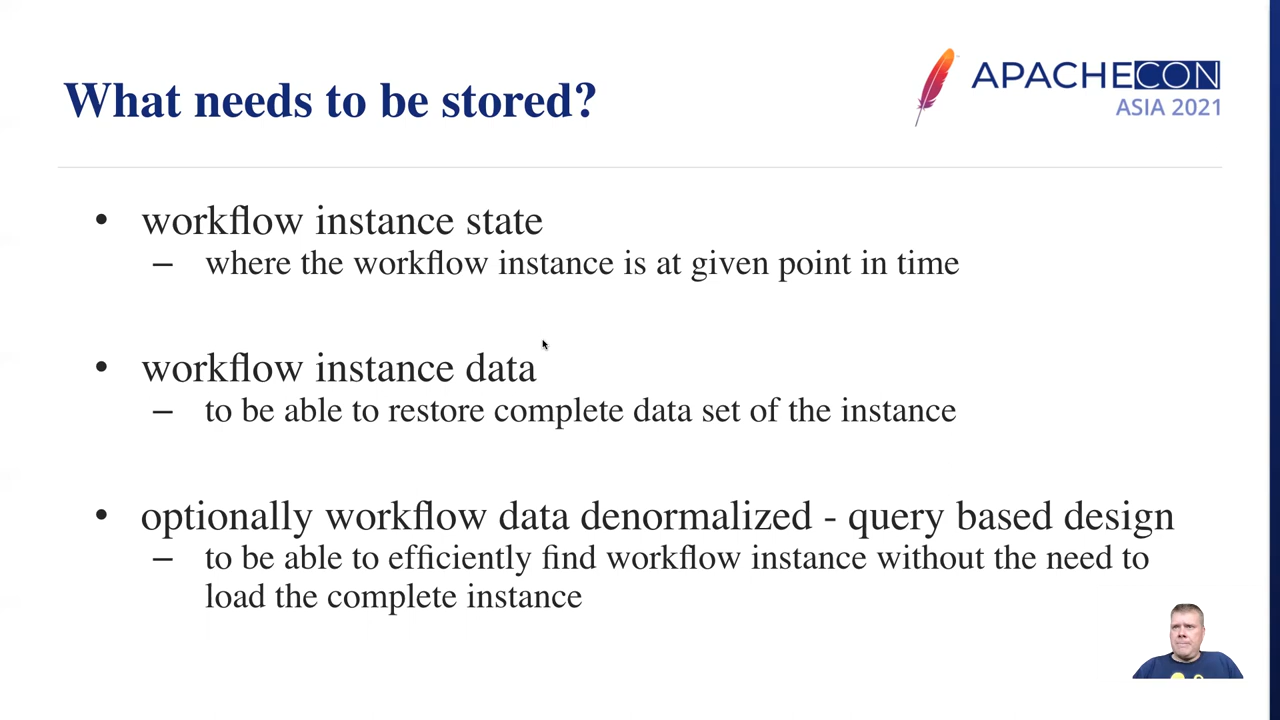 What needs to be stored?
APACHECON
ASIA 2021
• workflow instance state
– where the workflow instance is at given point in time
• workflow instance data
– to be able to restore complete data set of the instance
• optionally workflow data denormalized - query based design
– to be able to efficiently find workflow instance without the need to
load the complete instance